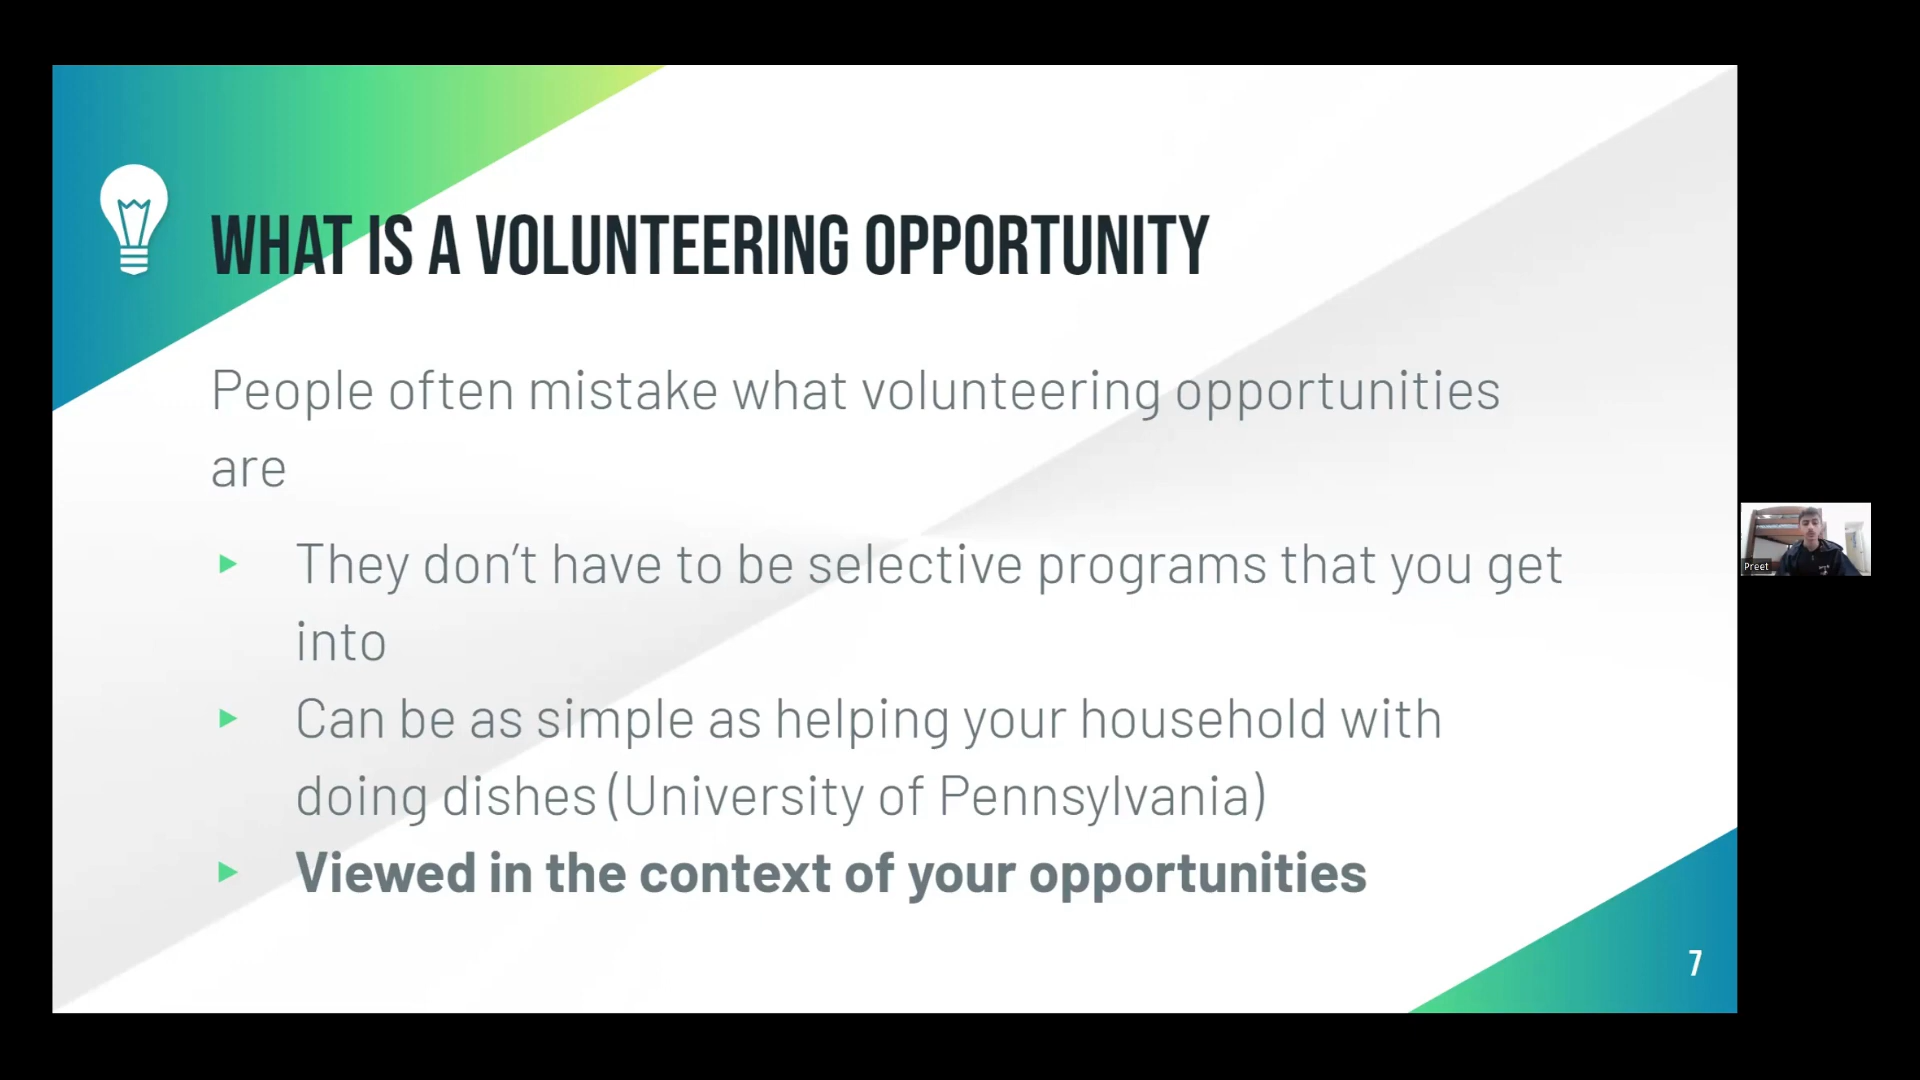 WHAT IS A VOLUNTEERING OPPORTUNITY
People often mistake what volunteering opportunities
are
They don't have to be selective programs that you get
into
Can be as simple as helping your household with
doing dishes (University of Pennsylvania)
Viewed in the context of your opportunities
7
Preet